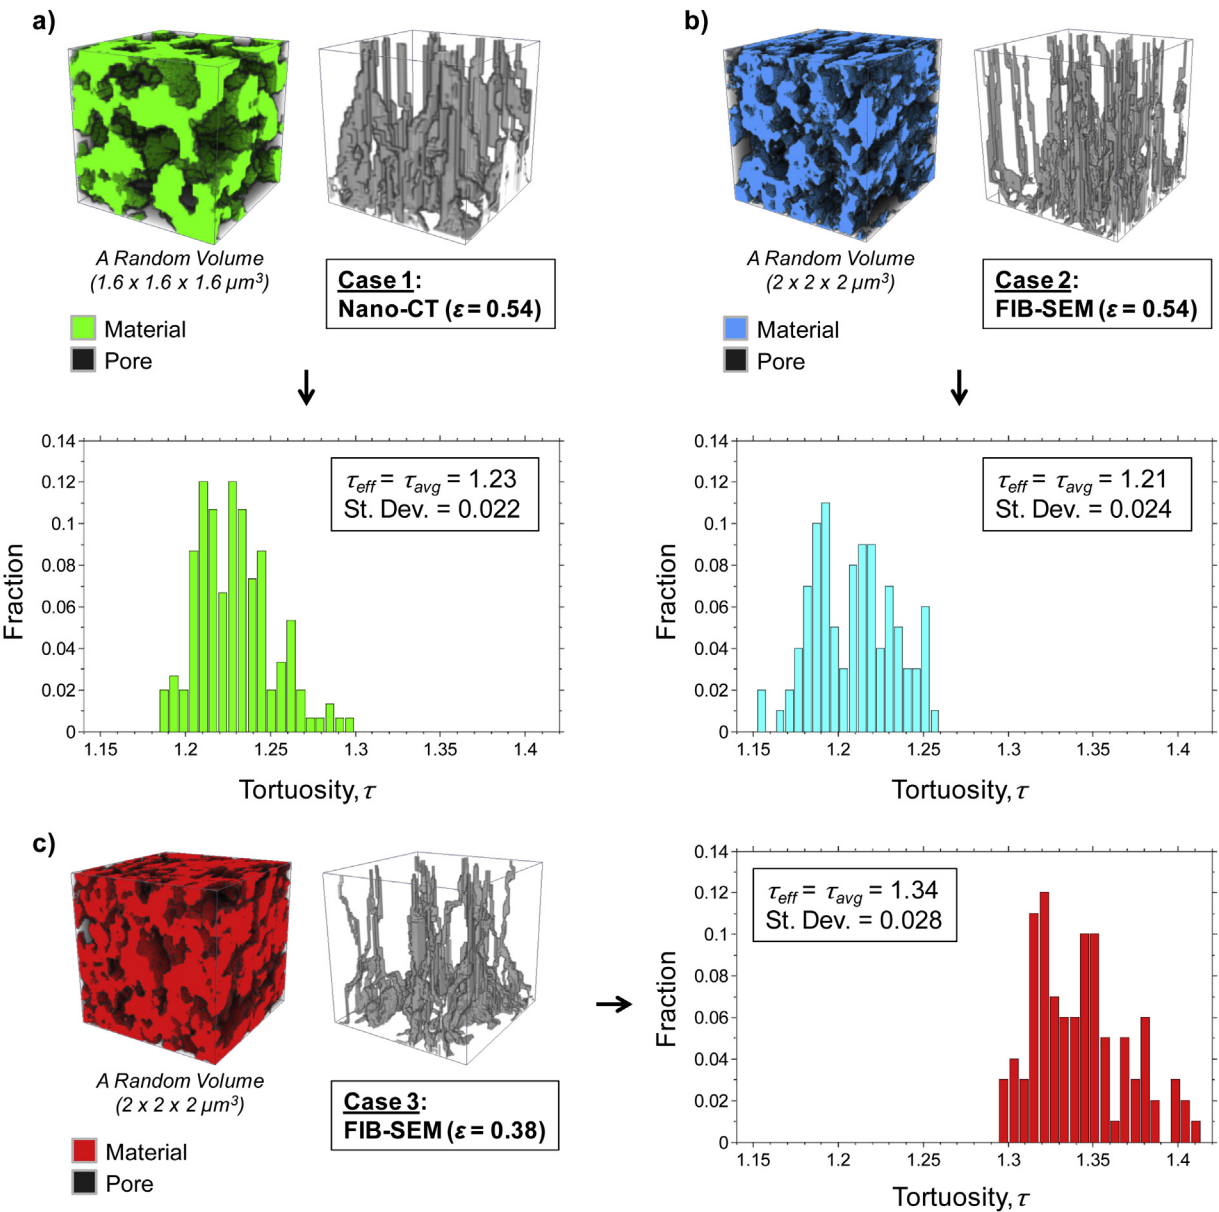 a)
A Random Volume
(1.6 x 1.6 x 1.6 µm³)
Case 1:
Nano-CT (ε = 0.54)
Material
Pore
0.14
0.12
0.1
0.08
0.06
0.04
0.02
0
Fraction
τeff = τavg = 1.23
St. Dev. = 0.022
1.15 1.2 1.25 1.3 1.35 1.4
Tortuosity, τ
b)
A Random Volume
(2 x 2 x 2 µm³)
Case 2:
FIB-SEM (ε = 0.54)
Material
Pore
0.14
0.12
0.1
0.08
0.06
0.04
0.02
0
Fraction
τeff = τavg = 1.21
St. Dev. = 0.024
1.15 1.2 1.25 1.3 1.35 1.4
Tortuosity, τ
c)
A Random Volume
(2 x 2 x 2 µm³)
Case 3:
FIB-SEM (ε = 0.38)
Material
Pore
0.14
0.12
0.1
0.08
0.06
0.04
0.02
0
Fraction
τeff = τavg = 1.34
St. Dev. = 0.028
1.15 1.2 1.25 1.3 1.35 1.4
Tortuosity, τ